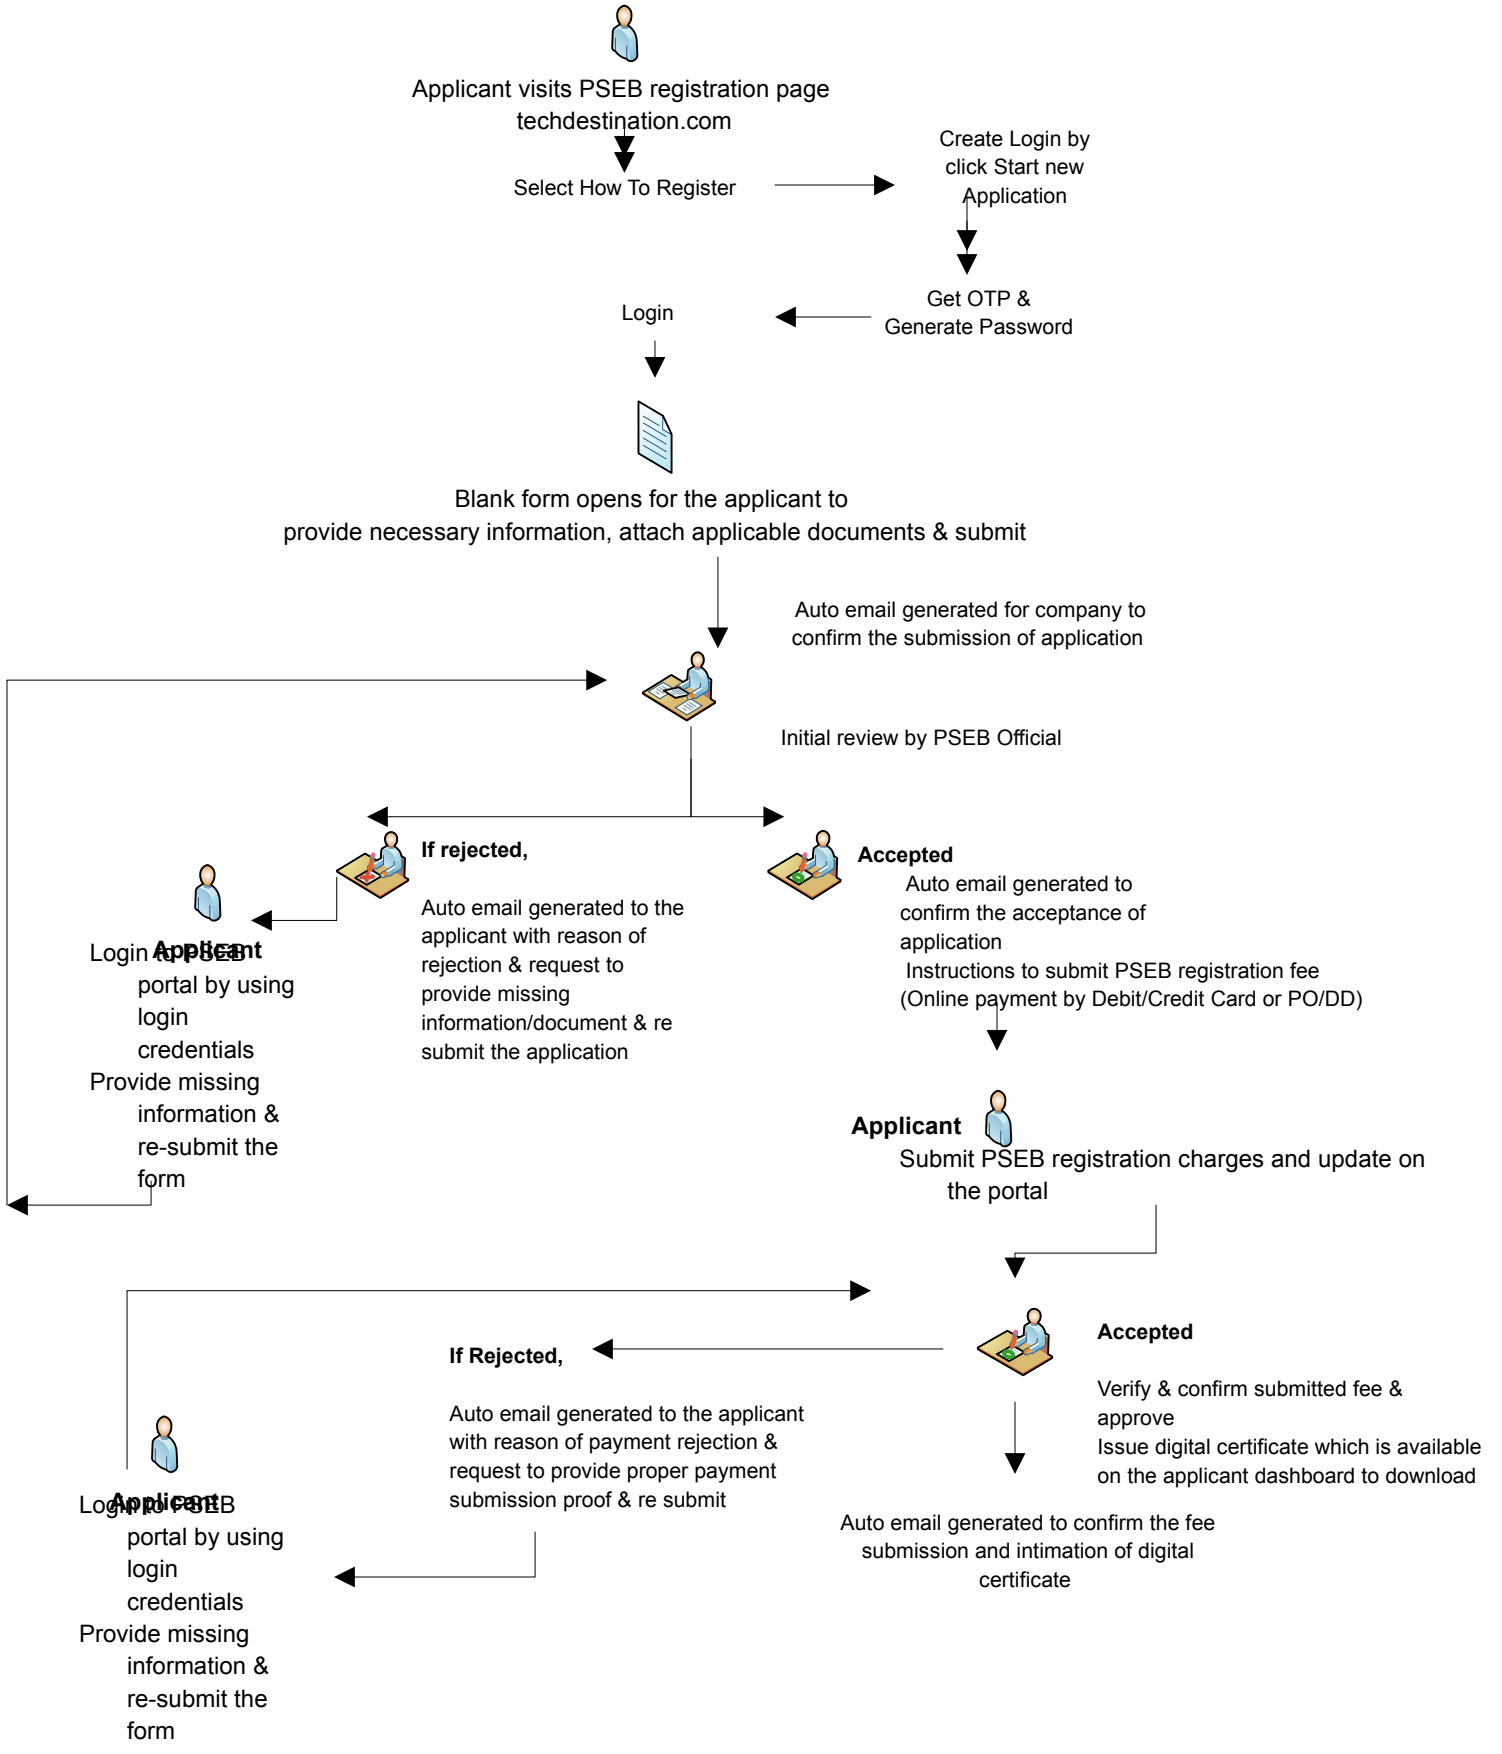 Applicant visits PSEB registration page
techdestination.com
Select How To Register
Create Login by
click Start new
Application
Get OTP &
Generate Password
Login
Blank form opens for the applicant to
provide necessary information, attach applicable documents & submit
Auto email generated for company to
confirm the submission of application
Initial review by PSEB Official
If rejected,
Auto email generated to the
applicant with reason of
rejection & request to
provide missing
information/document & re
submit the application
Applicant
Login to PSEB
portal by using
login
credentials
Provide missing
information &
re-submit the
form
Accepted
Auto email generated to
confirm the acceptance of
application
Instructions to submit PSEB registration fee
(Online payment by Debit/Credit Card or PO/DD)
Applicant
Submit PSEB registration charges and update on
the portal
Accepted
Verify & confirm submitted fee &
approve
Issue digital certificate which is available
on the applicant dashboard to download
If Rejected,
Auto email generated to the applicant
with reason of payment rejection &
request to provide proper payment
submission proof & re submit
Applicant
Login to PSEB
portal by using
login
credentials
Provide missing
information &
re-submit the
form
Auto email generated to confirm the fee
submission and intimation of digital
certificate